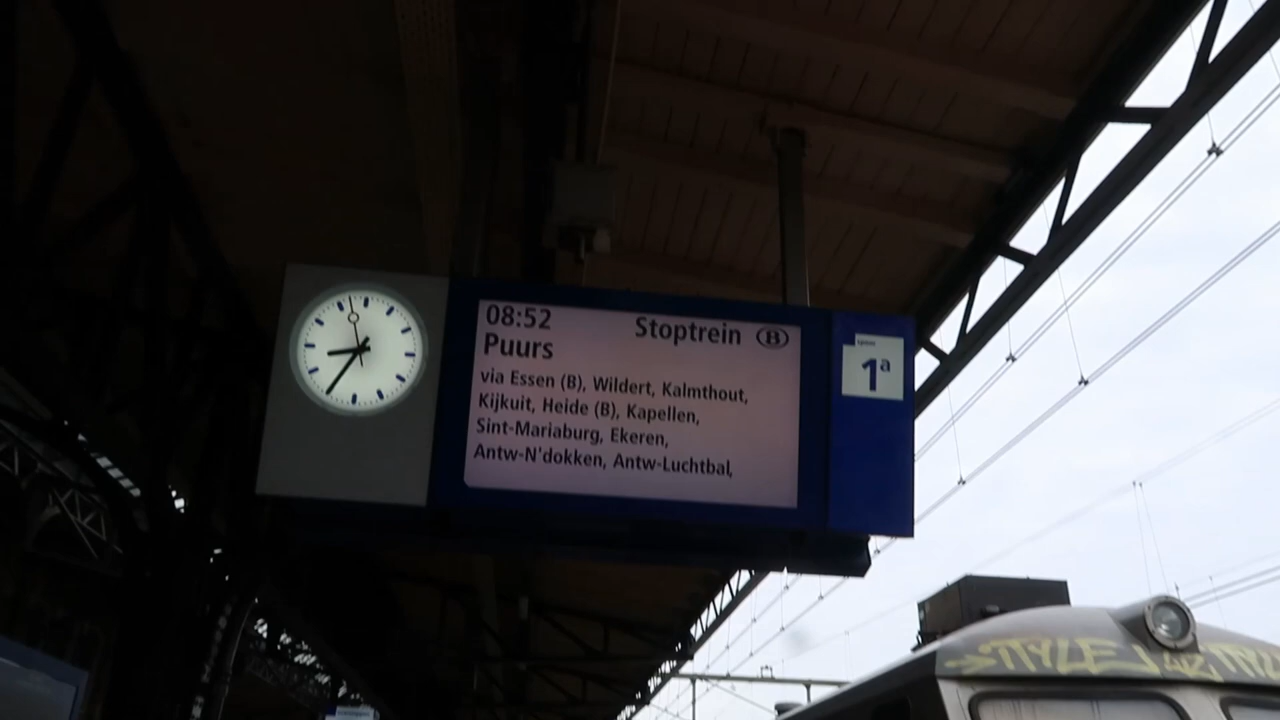 08:52
Stoptrein B
Puurs
via Essen (B), Wildert, Kalmthout,
Kijkuit, Heide (B), Kapellen,
Sint-Mariaburg, Ekeren,
Antw-N'dokken, Antw-Luchtbal,
spoor
1a